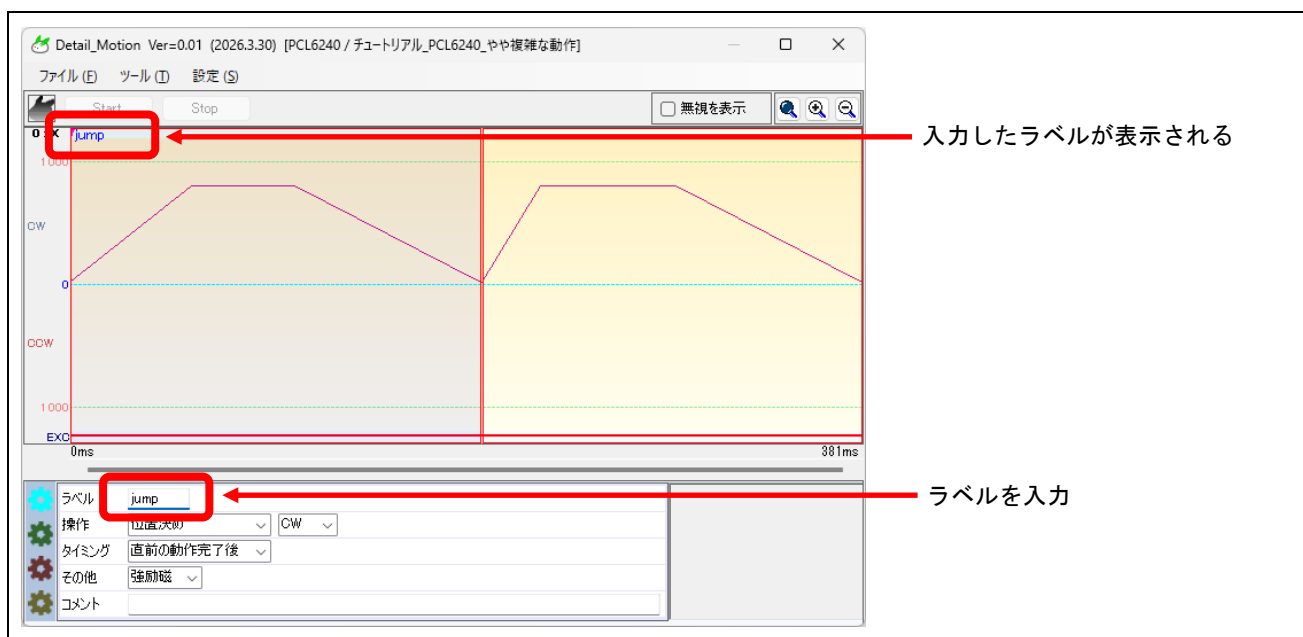 Detail_Motion Ver=0.01 (2026.3.30) [PCL6240 / チュートリアル_PCL6240_やや複雑な動作]
ファイル(F) ツール(T) 設定(S)
Start Stop 無視を表示
0:X jump
入力したラベルが表示される
1000
CW
0
CCW
1000
EXC
0ms 381ms
ラベル jump
ラベルを入力
操作 位置決め CW
タイミング 直前の動作完了後
その他 強励磁
コメント